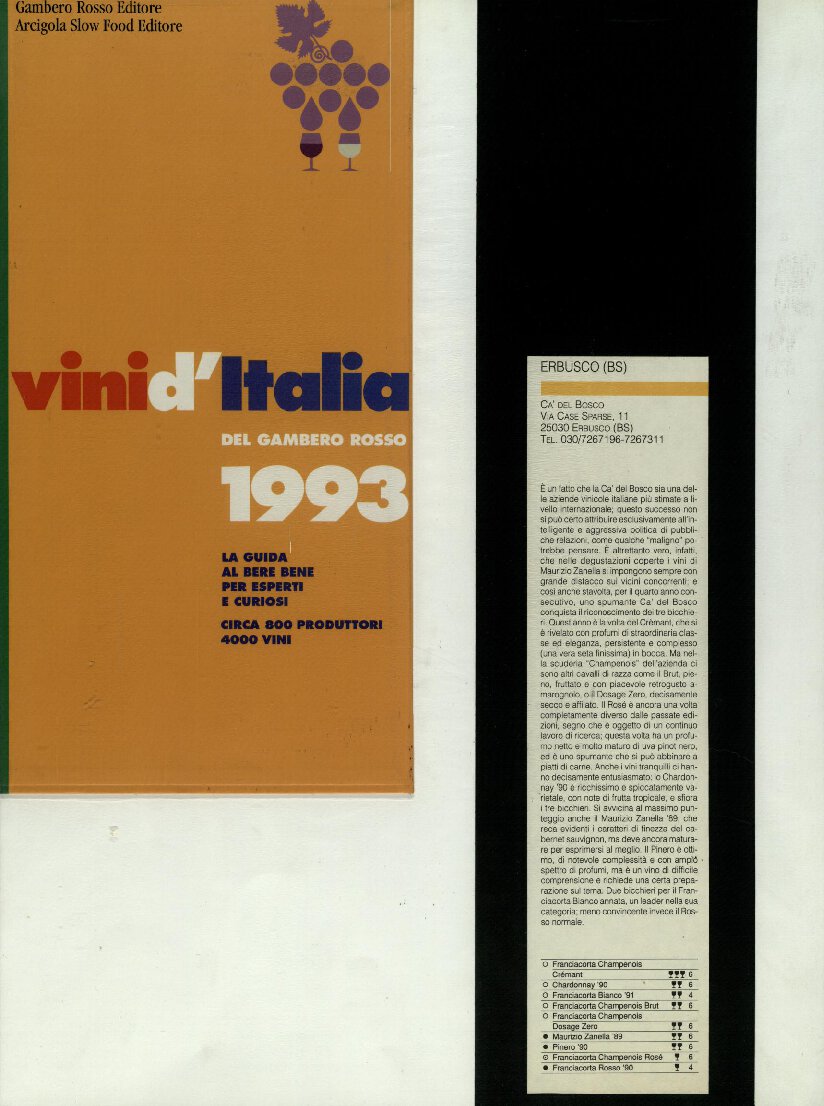 Gambero Rosso Editore
Arcigola Slow Food Editore
vini d'Italia
DEL GAMBERO ROSSO
1993
LA GUIDA
AL BERE BENE
PER ESPERTI
E CURIOSI
CIRCA 800 PRODUTTORI
4000 VINI
ERBUSCO (BS)
CA' DEL BOSCO
VIA CASE SPARSE, 11
25030 ERBUSCO (BS)
TEL. 030/7267196-7267311
È un fatto che la Ca' del Bosco sia una del-
le aziende vinicole italiane più stimate a li-
vello internazionale; questo successo non
si può certo attribuire esclusivamente all'in-
telligente e aggressiva politica di pubbli-
che relazioni, come qualche "maligno" po-
trebbe pensare. È altrettanto vero, infatti,
che nelle degustazioni coperte i vini di
Maurizio Zanella si impongono sempre con
grande distacco sui vicini concorrenti; e
così anche stavolta, per il quarto anno con-
secutivo, uno spumante Ca' del Bosco
conquista il riconoscimento dei tre bicchie-
ri. Quest'anno è la volta del Crémant, che si
è rivelato con profumi di straordinaria clas-
se ed eleganza, persistente e complesso
(una vera seta finissima) in bocca. Ma nel-
la scuderia "Champenois" dell'azienda ci
sono altri cavalli di razza come il Brut, pie-
no, fruttato e con piacevole retrogusto a-
marognolo, o il Dosage Zero, decisamente
secco e affilato. Il Rosé è ancora una volta
completamente diverso dalle passate edi-
zioni, segno che è oggetto di un continuo
lavoro di ricerca; questa volta ha un profu-
mo netto e molto maturo di uva pinot nero,
ed è uno spumante che si può abbinare a
piatti di carne. Anche i vini tranquilli ci han-
no decisamente entusiasmato: lo Chardon-
nay '90 è ricchissimo e spiccatamente va-
rietale, con note di frutta tropicale, e sfiora
i tre bicchieri. Si avvicina al massimo pun-
teggio anche il Maurizio Zanella '89, che
reca evidenti i caratteri di finezza del ca-
bernet sauvignon, ma deve ancora matura-
re per esprimersi al meglio. Il Pinero è otti-
mo, di notevole complessità e con ampio
spettro di profumi, ma è un vino di difficile
comprensione e richiede una certa prepa-
razione sul tema. Due bicchieri per il Fran-
ciacorta Bianco annata, un leader nella sua
categoria; meno convincente invece il Ros-
so normale.
Franciacorta Champenois
Crémant 6
Chardonnay '90 6
Franciacorta Bianco '91 4
Franciacorta Champenois Brut 6
Franciacorta Champenois
Dosage Zero 6
Maurizio Zanella '89 6
Pinero '90 6
Franciacorta Champenois Rosé 6
Franciacorta Rosso '90 4